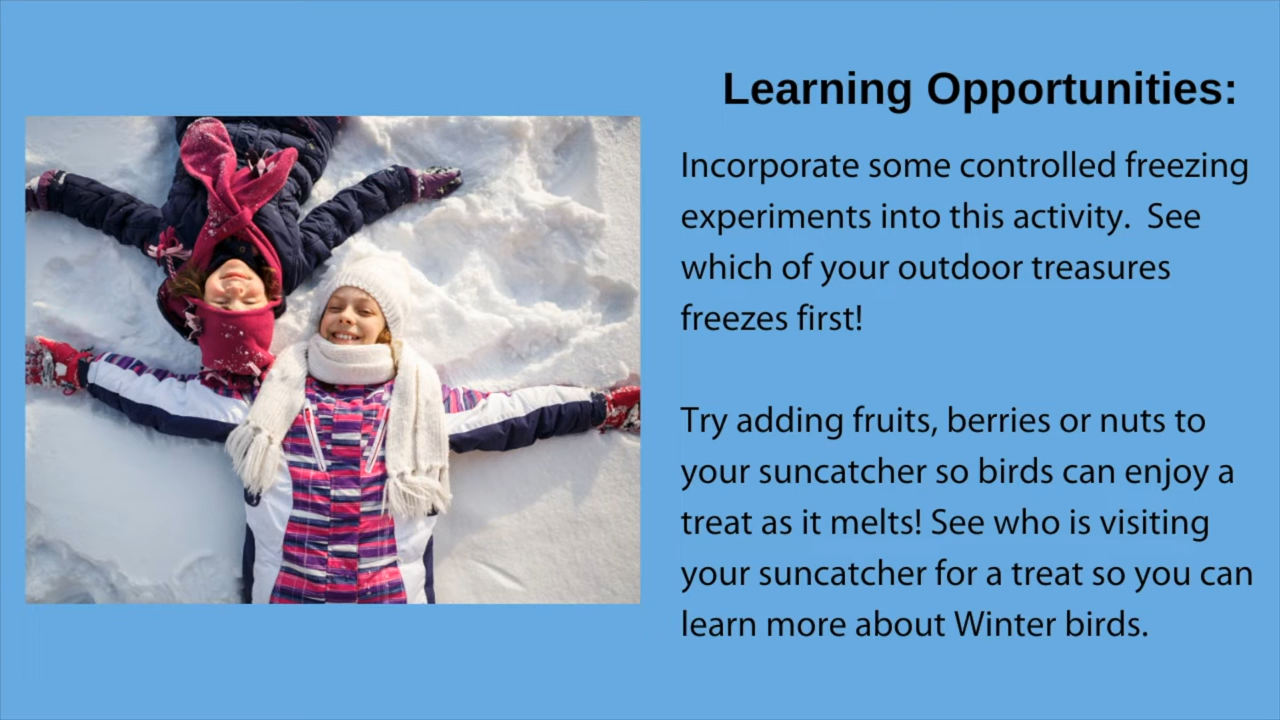 Learning Opportunities:
Incorporate some controlled freezing
experiments into this activity.  See
which of your outdoor treasures
freezes first!
Try adding fruits, berries or nuts to
your suncatcher so birds can enjoy a
treat as it melts! See who is visiting
your suncatcher for a treat so you can
learn more about Winter birds.